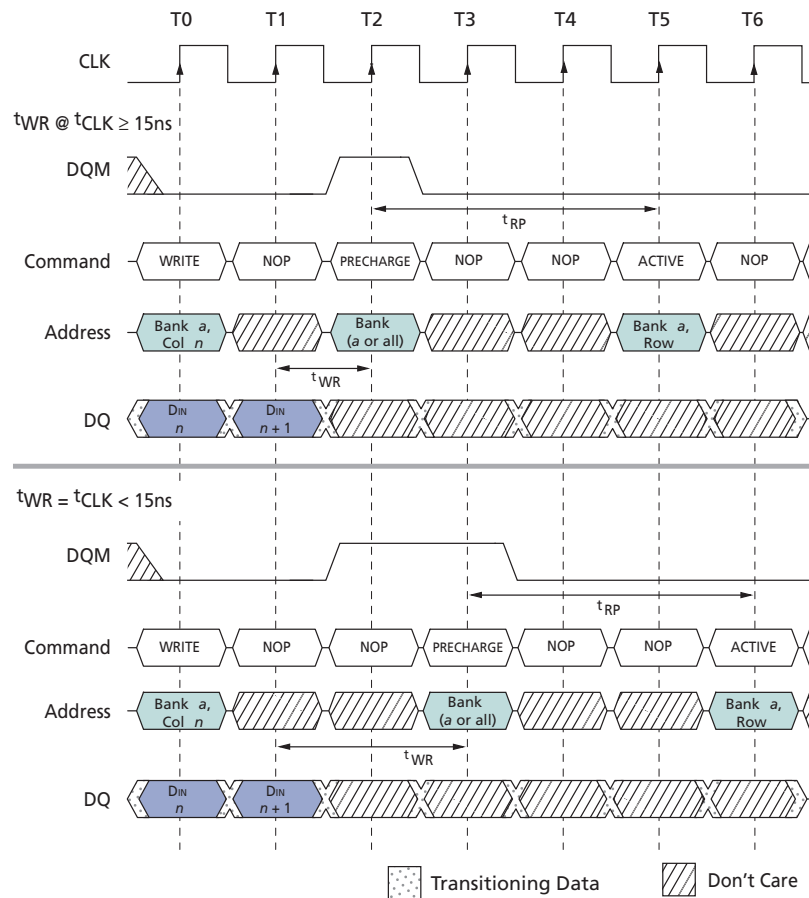 T0 T1 T2 T3 T4 T5 T6
CLK
tWR @ tCLK ≥ 15ns
DQM
tRP
Command WRITE NOP PRECHARGE NOP NOP ACTIVE NOP
Address Bank a, Col n Bank (a or all) Bank a, Row
tWR
DQ DIN n DIN n + 1
tWR = tCLK < 15ns
DQM
tRP
Command WRITE NOP NOP PRECHARGE NOP NOP ACTIVE
Address Bank a, Col n Bank (a or all) Bank a, Row
tWR
DQ DIN n DIN n + 1
Transitioning Data Don't Care